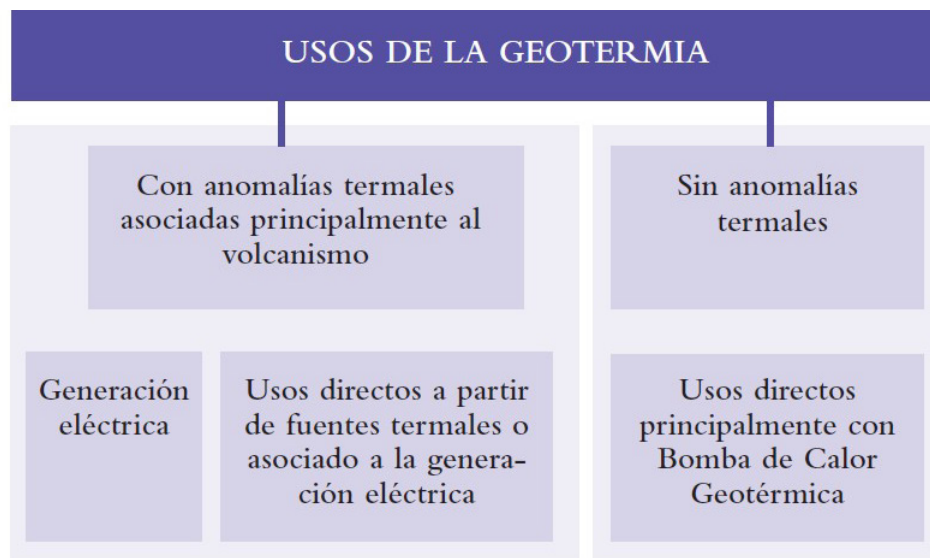 USOS DE LA GEOTERMIA
Con anomalías termales
asociadas principalmente al
volcanismo
Sin anomalías
termales
Generación
eléctrica
Usos directos a partir
de fuentes termales o
asociado a la genera-
ción eléctrica
Usos directos
principalmente con
Bomba de Calor
Geotérmica